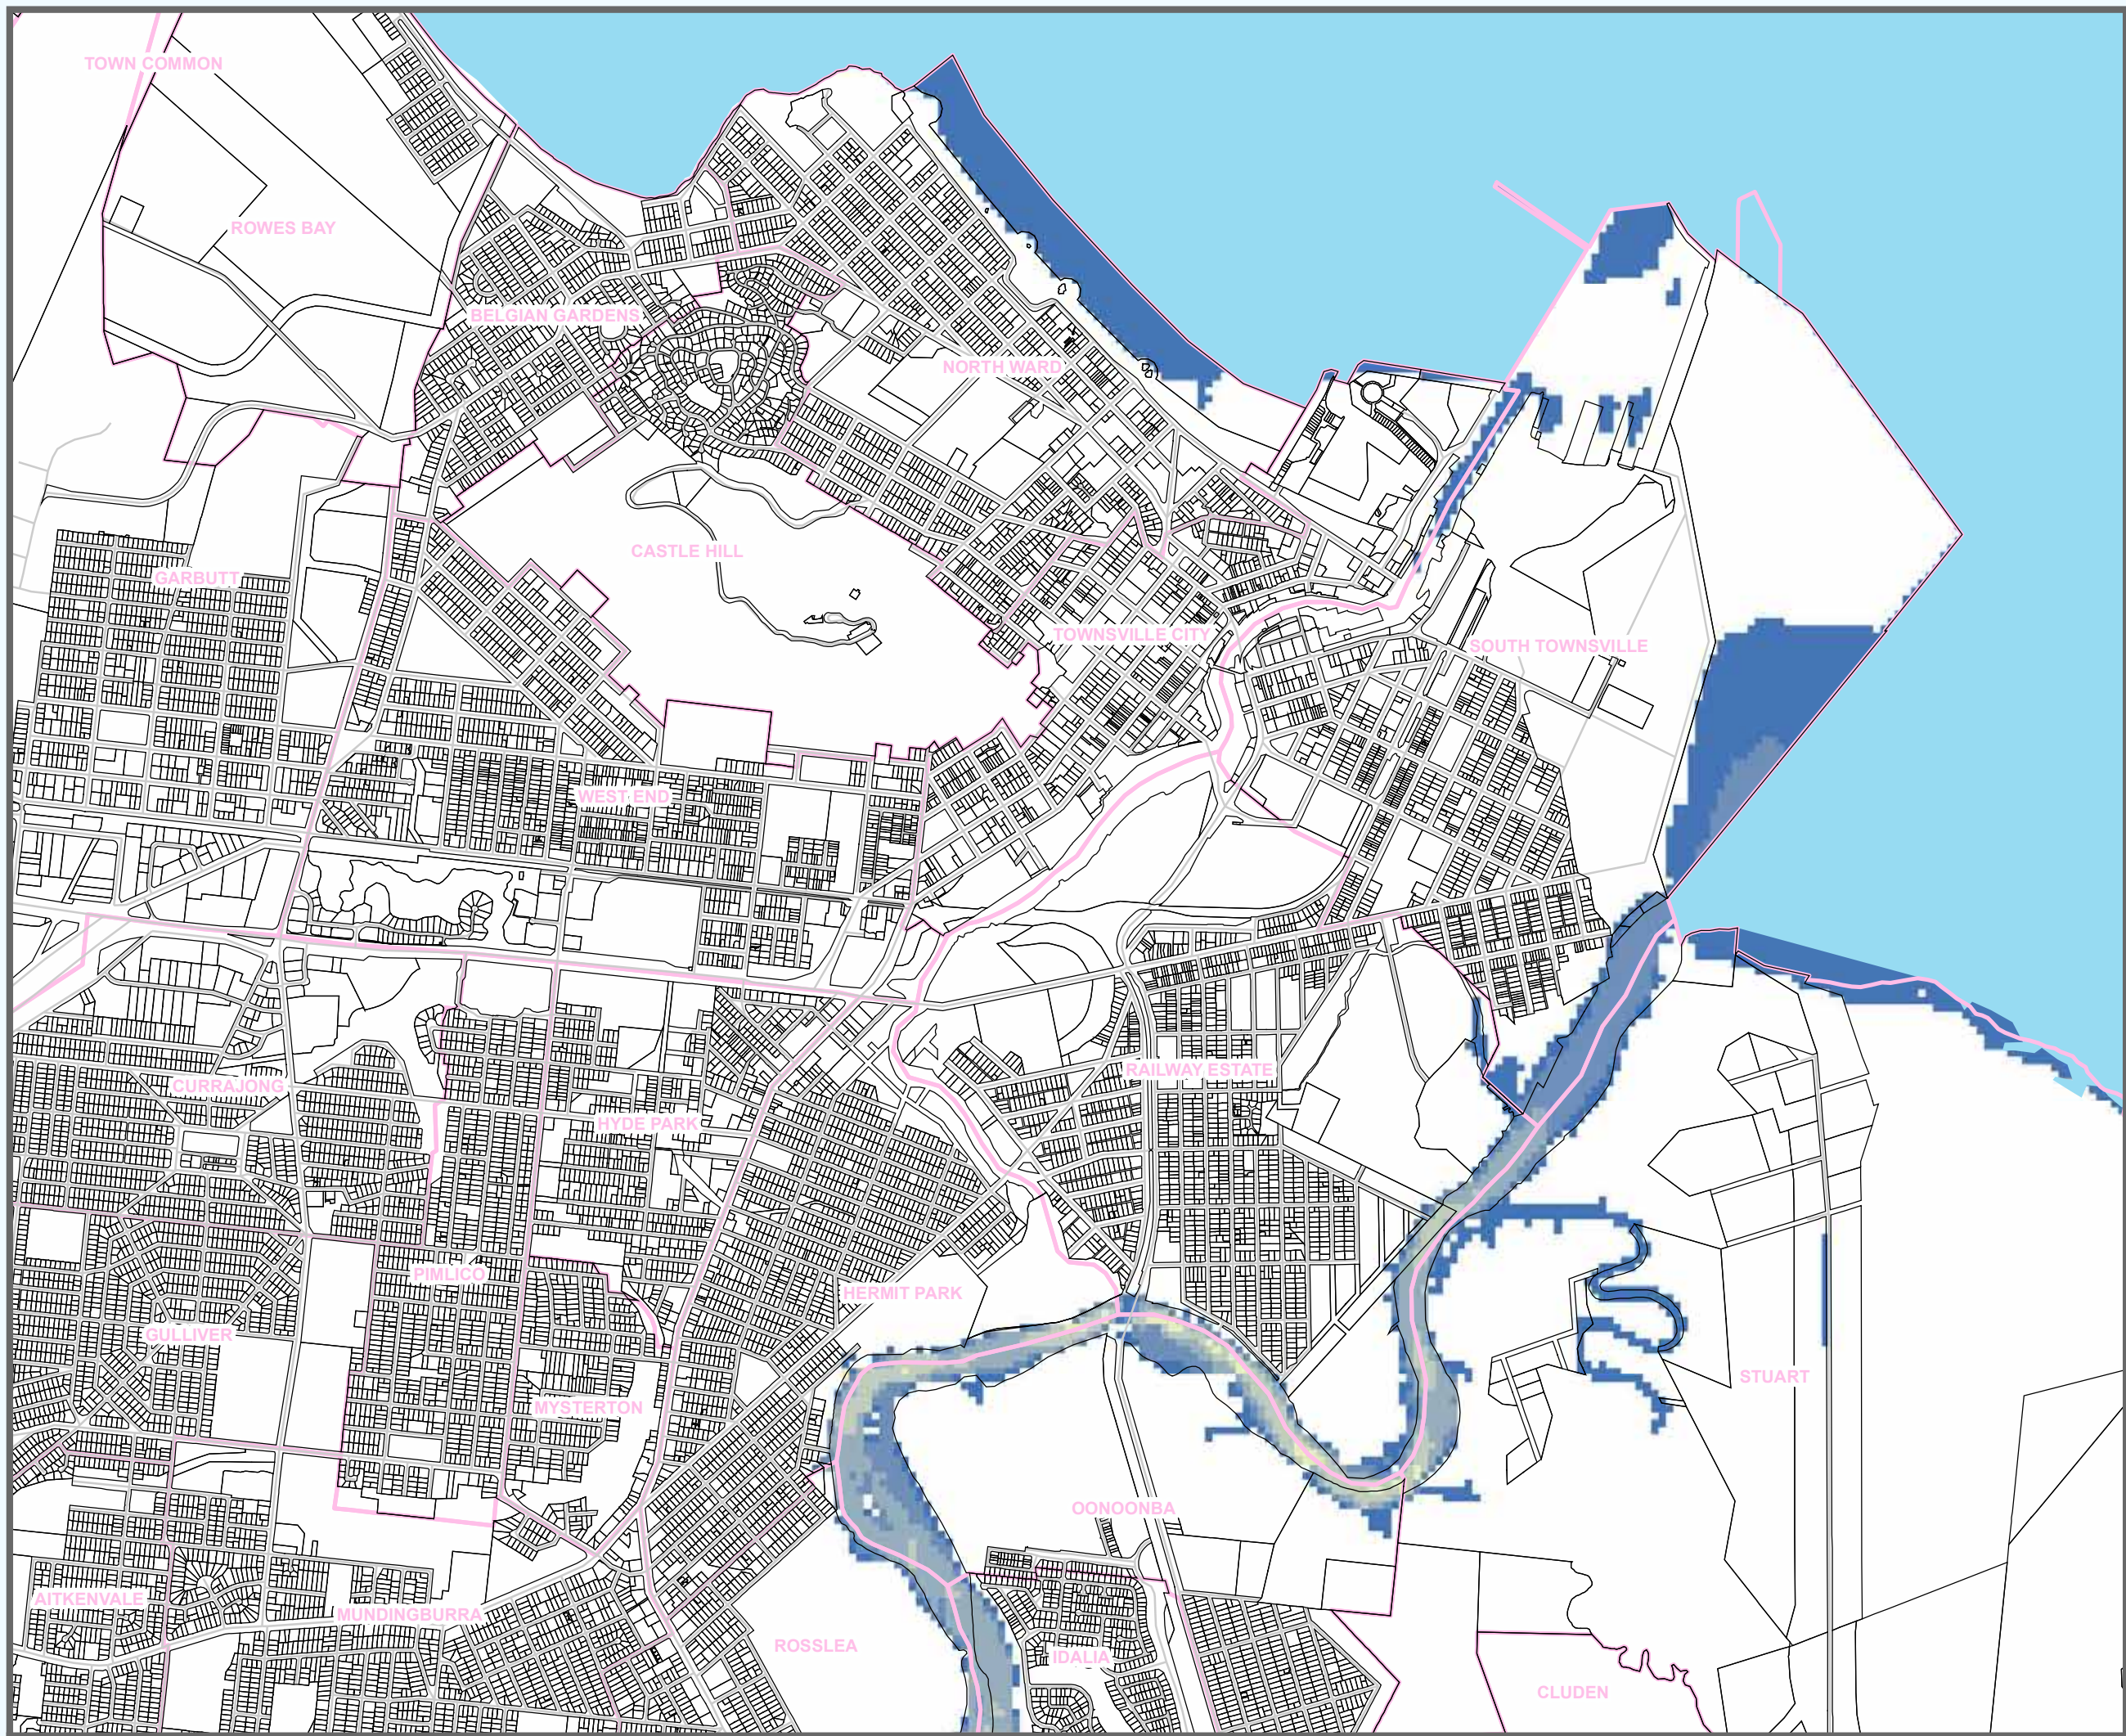 TOWN COMMON
ROWES BAY
BELGIAN GARDENS
NORTH WARD
CASTLE HILL
GARBUTT
TOWNSVILLE CITY
SOUTH TOWNSVILLE
WEST END
RAILWAY ESTATE
CURRAJONG
HYDE PARK
PIMLICO
HERMIT PARK
GULLIVER
STUART
MYSTERTON
OONOONBA
AITKENVALE
MUNDINGBURRA
ROSSLEA
IDALIA
CLUDEN